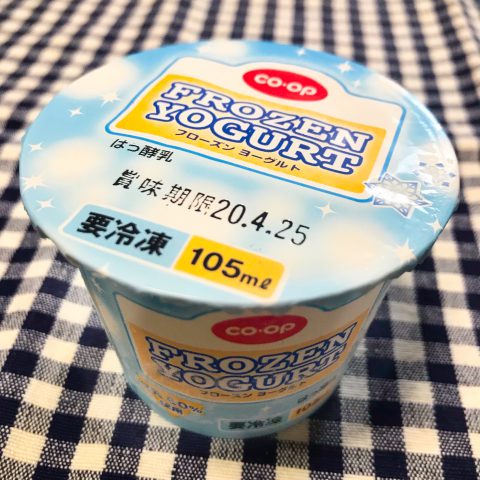 CO·OP
FROZEN
YOGURT
フローズン ヨーグルト
はっ酵乳
賞味期限20.4.25
要冷凍 105mℓ
CO·OP
FROZEN
YOGURT
フローズン ヨーグルト
要冷凍